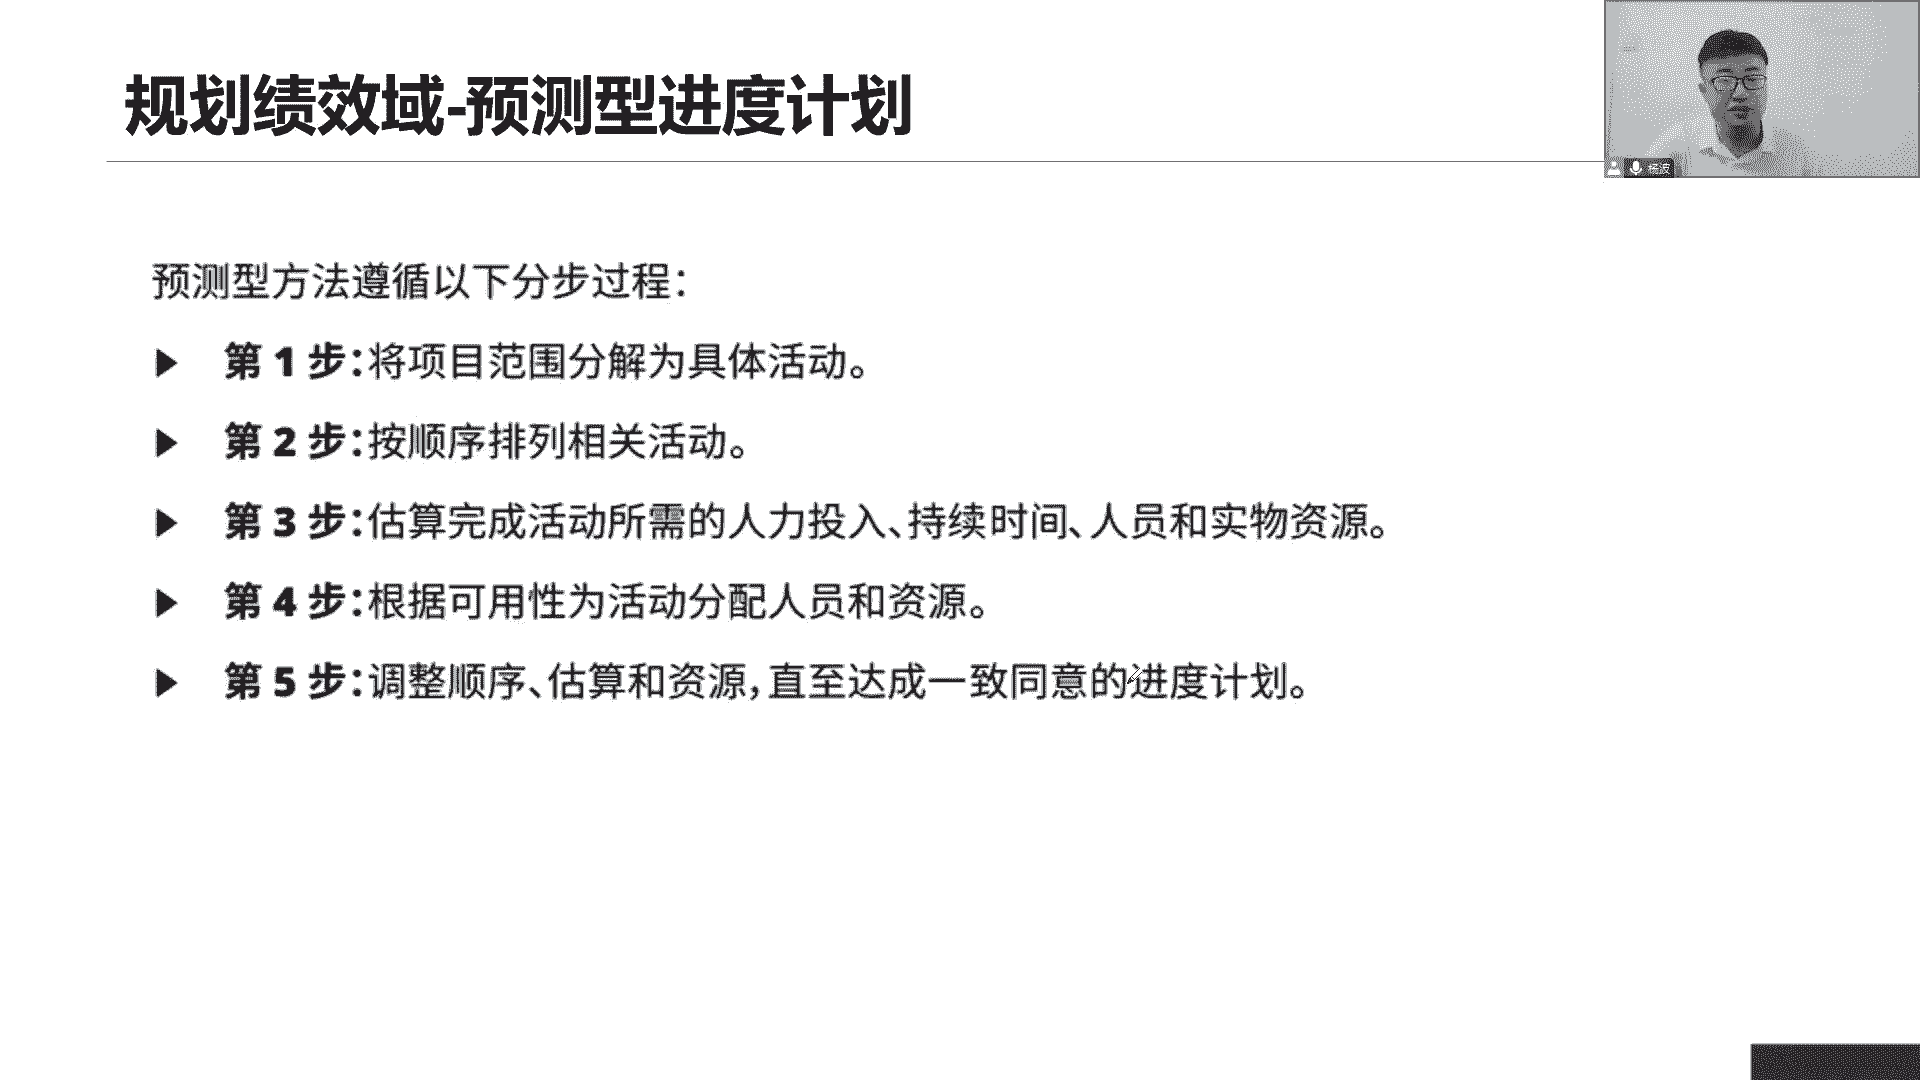 规划绩效域-预测型进度计划
杨波
预测型方法遵循以下分步过程：
第 1 步：将项目范围分解为具体活动。
第 2 步：按顺序排列相关活动。
第 3 步：估算完成活动所需的人力投入、持续时间、人员和实物资源。
第 4 步：根据可用性为活动分配人员和资源。
第 5 步：调整顺序、估算和资源，直至达成一致同意的进度计划。